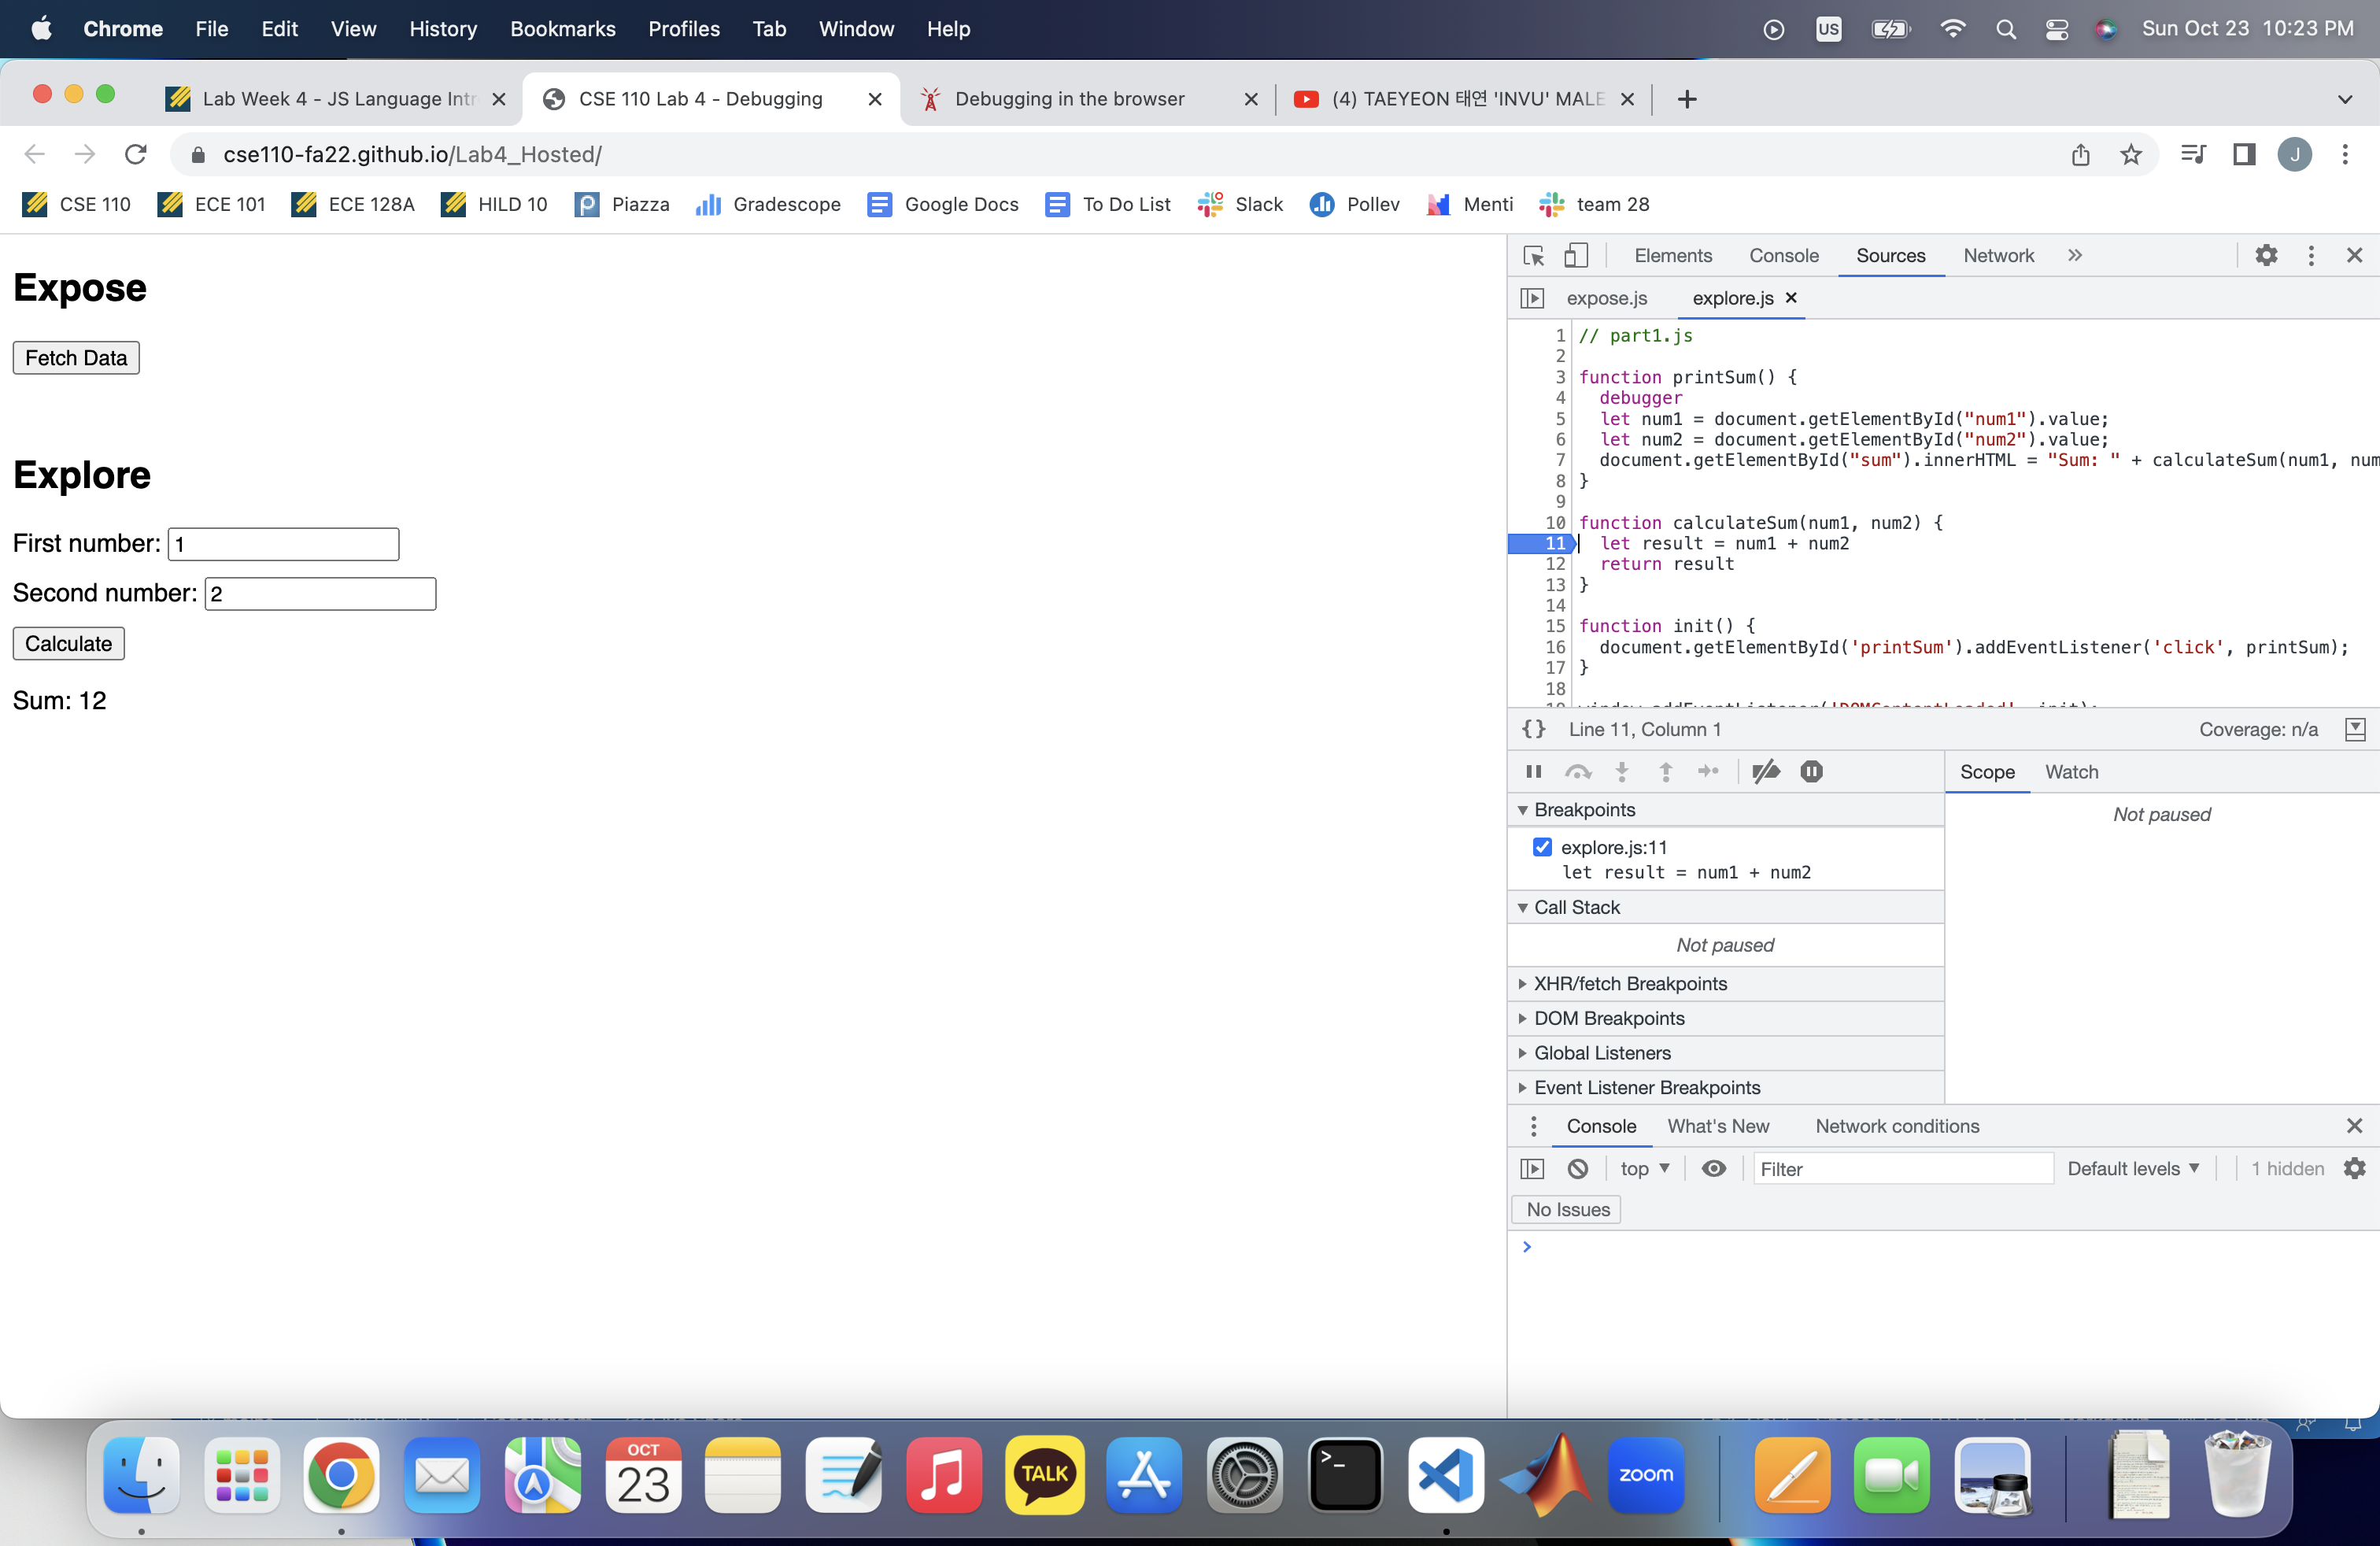 Chrome File Edit View History Bookmarks Profiles Tab Window Help US Sun Oct 23 10:23 PM
Lab Week 4 - JS Language Intr CSE 110 Lab 4 - Debugging Debugging in the browser (4) TAEYEON 태연 'INVU' MALE
cse110-fa22.github.io/Lab4_Hosted/ J
CSE 110 ECE 101 ECE 128A HILD 10 Piazza Gradescope Google Docs To Do List Slack Pollev Menti team 28
Expose
Fetch Data
Explore
First number: 1
Second number: 2
Calculate
Sum: 12
Elements Console Sources Network
expose.js explore.js
1 // part1.js
2
3 function printSum() {
4 debugger
5 let num1 = document.getElementById("num1").value;
6 let num2 = document.getElementById("num2").value;
7 document.getElementById("sum").innerHTML = "Sum: " + calculateSum(num1, num
8 }
9
10 function calculateSum(num1, num2) {
11 let result = num1 + num2
12 return result
13 }
14
15 function init() {
16 document.getElementById('printSum').addEventListener('click', printSum);
17 }
18
19 window.addEventListener('DOMContentLoaded', init);
{} Line 11, Column 1 Coverage: n/a
Scope Watch
Not paused
Breakpoints
explore.js:11
let result = num1 + num2
Call Stack
Not paused
XHR/fetch Breakpoints
DOM Breakpoints
Global Listeners
Event Listener Breakpoints
Console What's New Network conditions
top Filter Default levels 1 hidden
No Issues
OCT
23
TALK
zoom